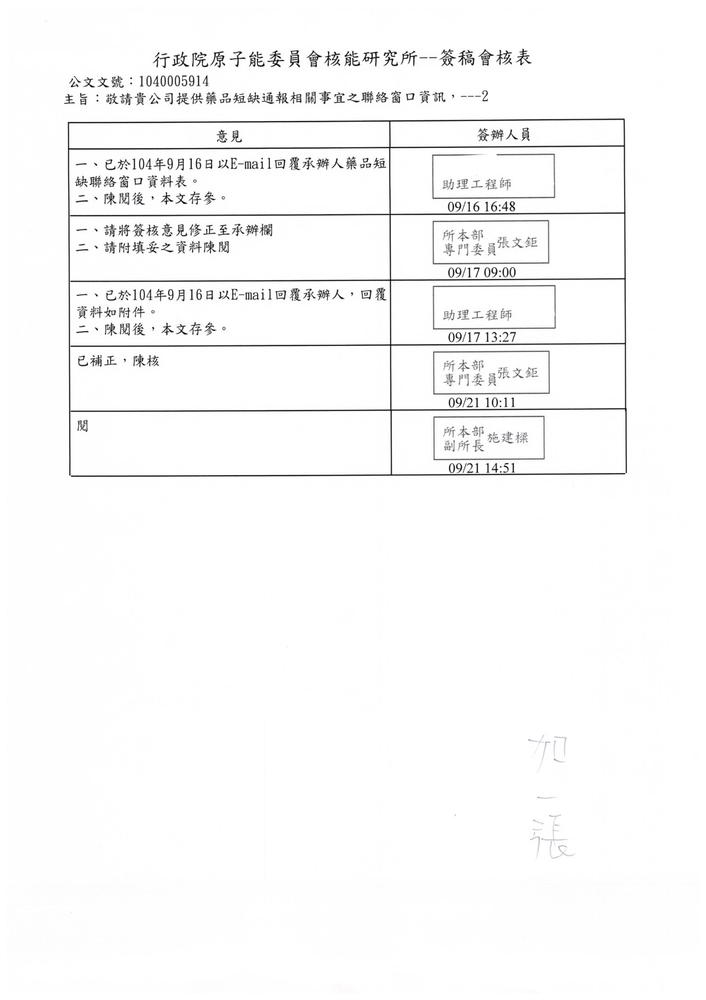 行政院原子能委員會核能研究所--簽稿會核表
公文文號：1040005914
主旨：敬請貴公司提供藥品短缺通報相關事宜之聯絡窗口資訊，---2
意見
簽辦人員
一、已於104年9月16日以E-mail回覆承辦人藥品短
缺聯絡窗口資料表。
二、陳閱後，本文存參。
助理工程師
09/16 16:48
一、請將簽核意見修正至承辦欄
二、請附填妥之資料陳閱
所本部
專門委員張文鉅
09/17 09:00
一、已於104年9月16日以E-mail回覆承辦人，回覆
資料如附件。
二、陳閱後，本文存參。
助理工程師
09/17 13:27
已補正，陳核
所本部
專門委員張文鉅
09/21 10:11
閱
所本部
副所長施建樑
09/21 14:51
加
一
張